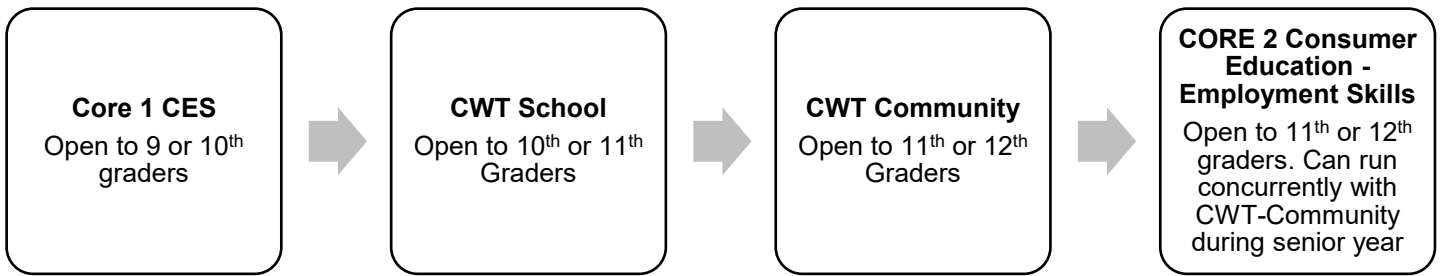 Core 1 CES
Open to 9 or 10th
graders
CWT School
Open to 10th or 11th
Graders
CWT Community
Open to 11th or 12th
Graders
CORE 2 Consumer
Education -
Employment Skills
Open to 11th or 12th
graders. Can run
concurrently with
CWT-Community
during senior year